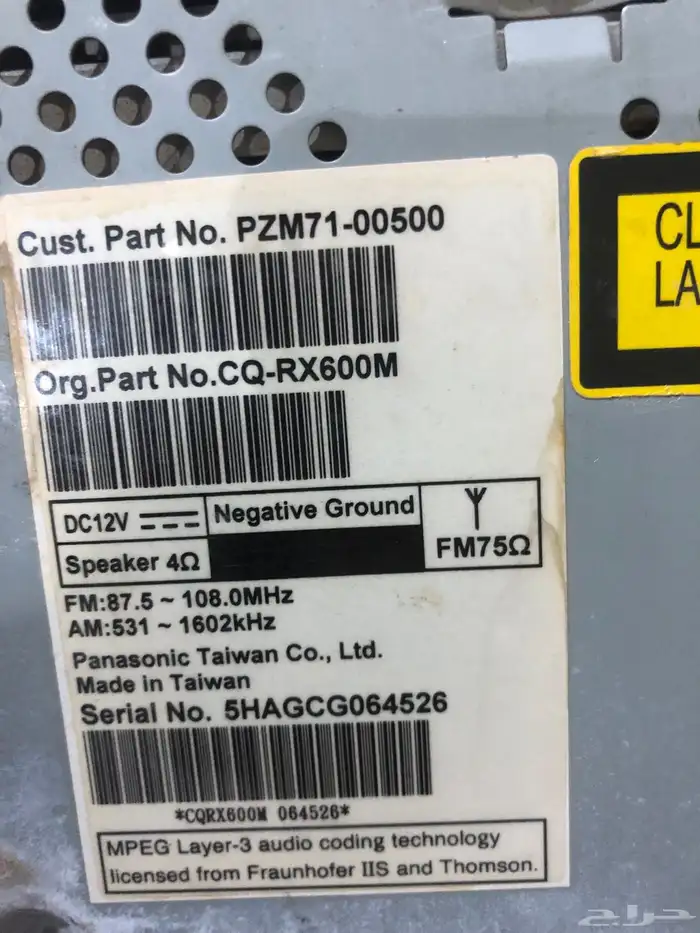 Cust. Part No. PZM71-00500
Org.Part No.CQ-RX600M
DC12V
Negative Ground
Speaker 4Ω
FM75Ω
FM:87.5 ~ 108.0MHz
AM:531 ~ 1602kHz
Panasonic Taiwan Co., Ltd.
Made in Taiwan
Serial No. 5HAGCG064526
*CQRX600M 064526*
MPEG Layer-3 audio coding technology
licensed from Fraunhofer IIS and Thomson.
CL
LA
حراج